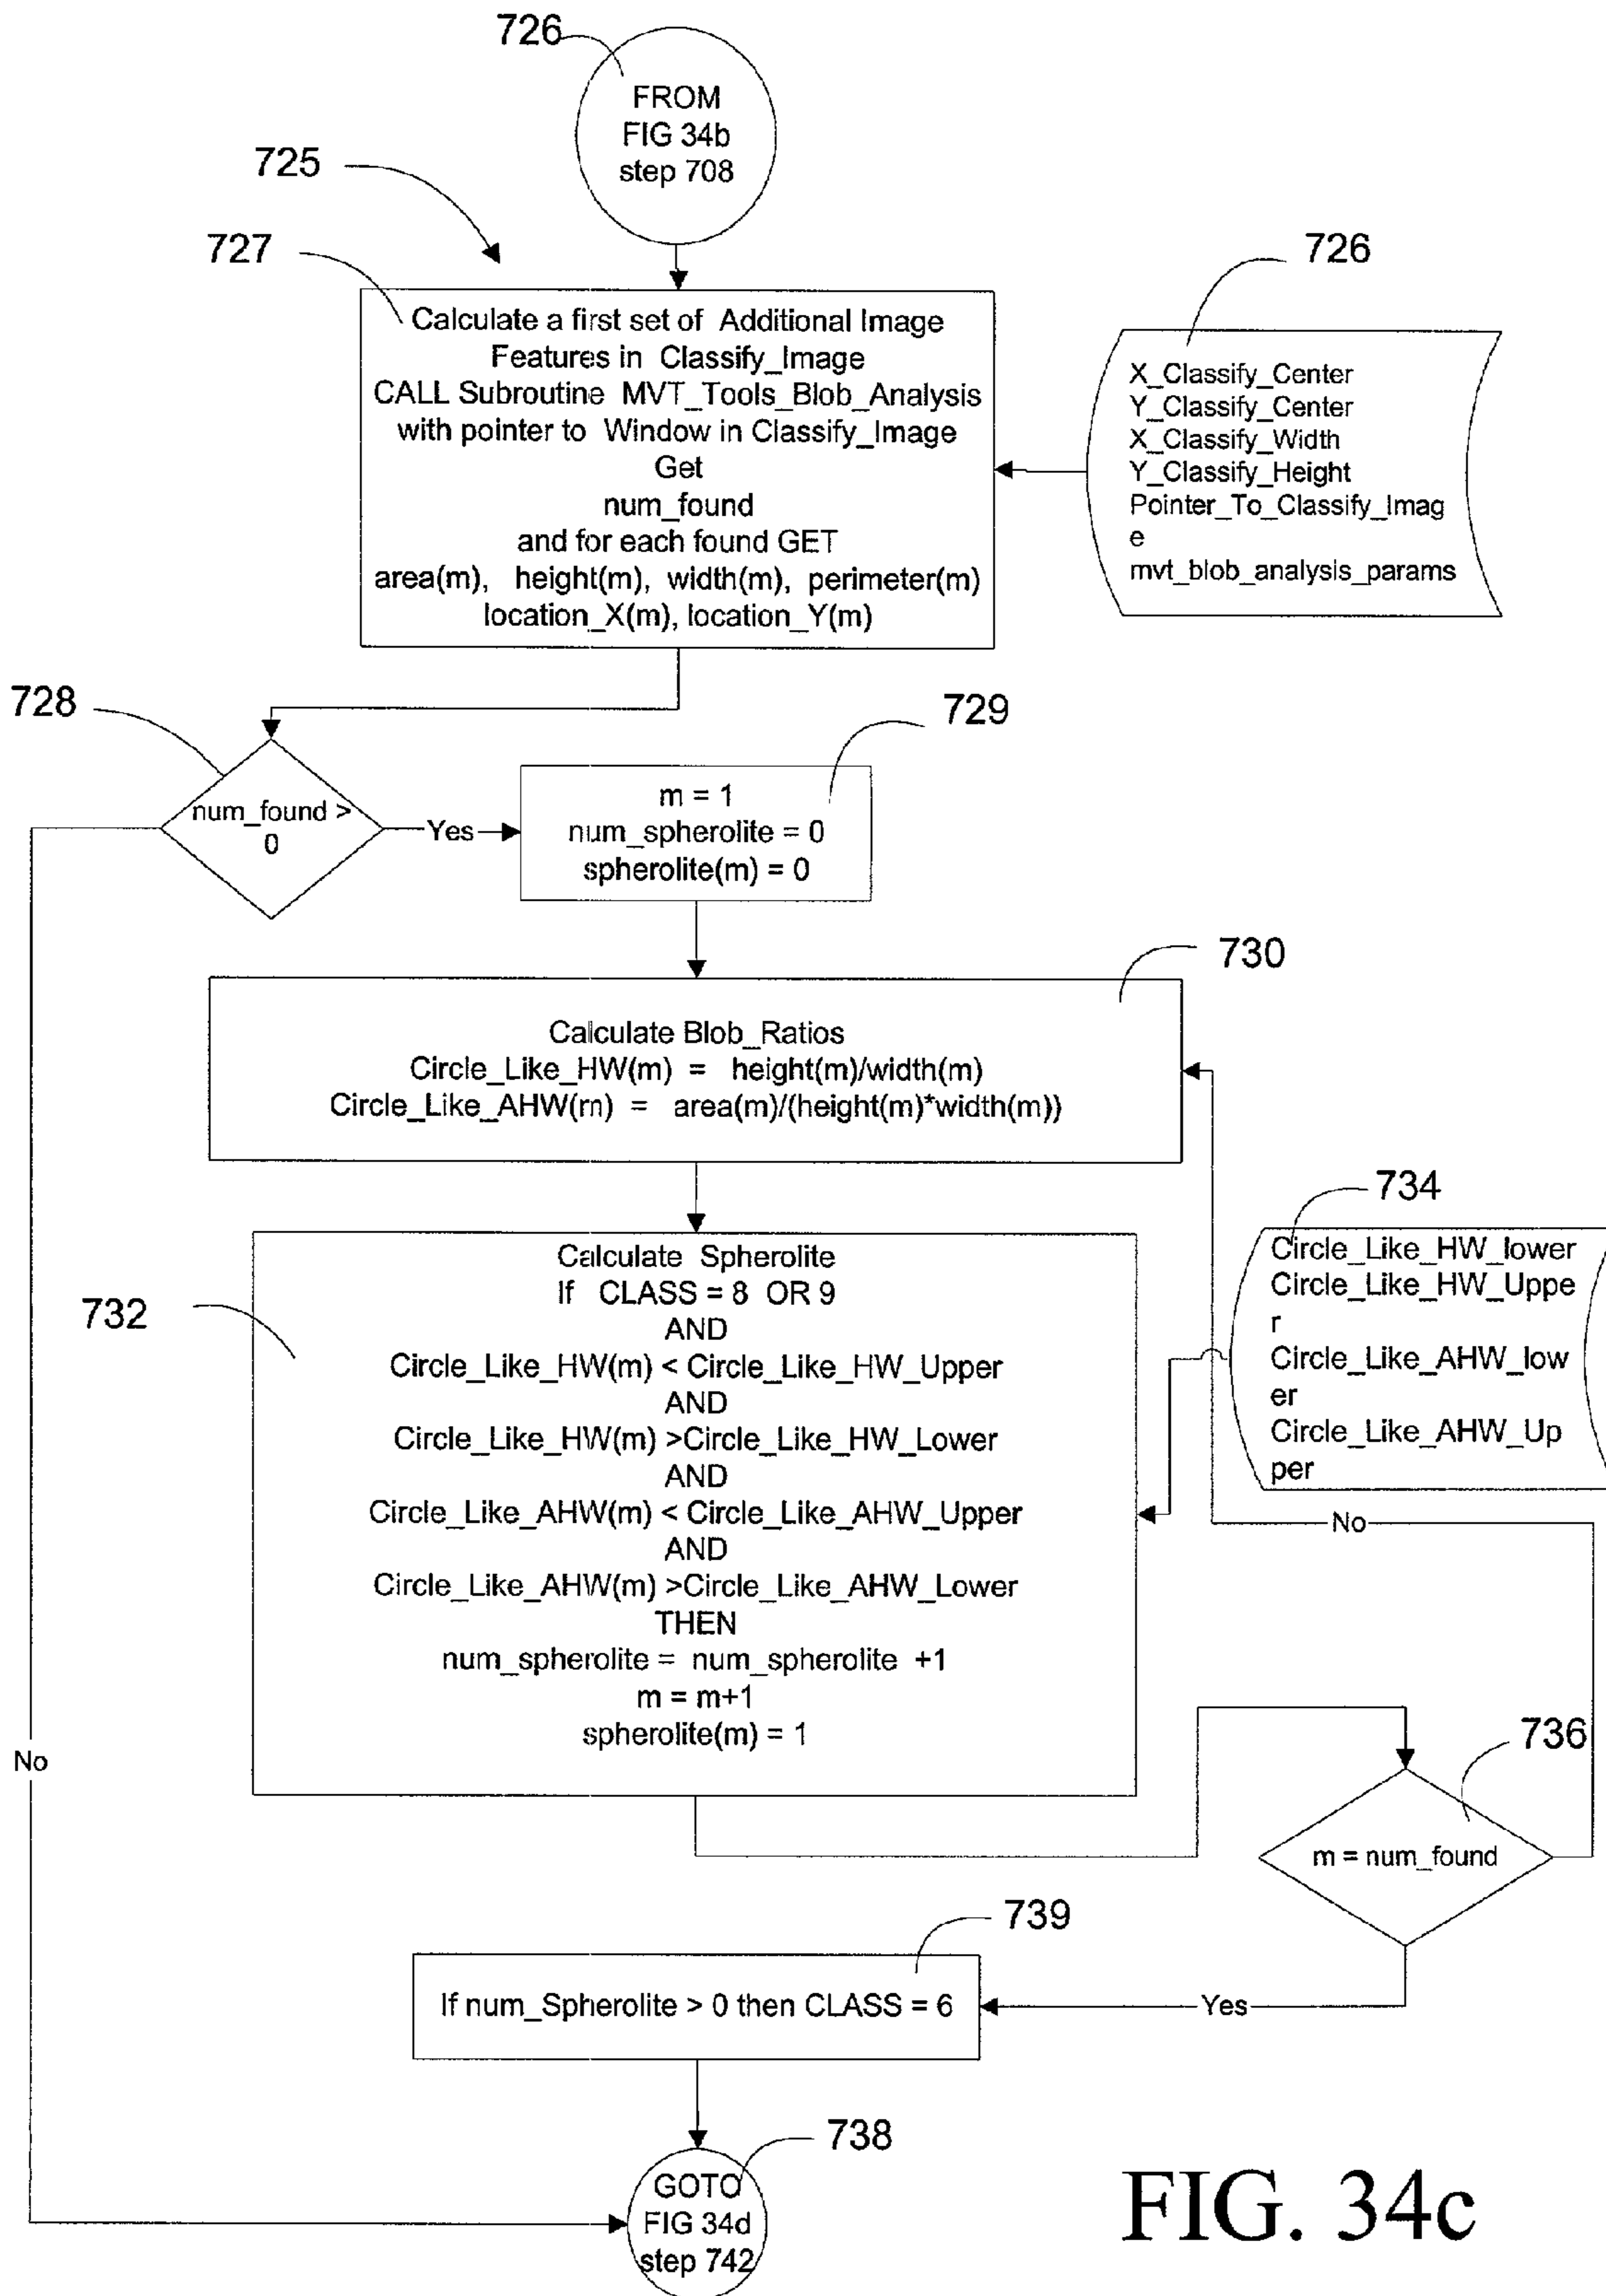 726
FROM
FIG 34b
step 708
725
727
Calculate a first set of Additional Image
Features in Classify_Image
CALL Subroutine MVT_Tools_Blob_Analysis
with pointer to Window in Classify_Image
Get
num_found
and for each found GET
area(m), height(m), width(m), perimeter(m)
location_X(m), location_Y(m)
726
X_Classify_Center
Y_Classify_Center
X_Classify_Width
Y_Classify_Height
Pointer_To_Classify_Imag
e
mvt_blob_analysis_params
728
num_found >
0
Yes
729
m = 1
num_spherolite = 0
spherolite(m) = 0
730
Calculate Blob_Ratios
Circle_Like_HW(m) = height(m)/width(m)
Circle_Like_AHW(m) = area(m)/(height(m)*width(m))
732
Calculate Spherolite
If CLASS = 8 OR 9
AND
Circle_Like_HW(m) < Circle_Like_HW_Upper
AND
Circle_Like_HW(m) >Circle_Like_HW_Lower
AND
Circle_Like_AHW(m) < Circle_Like_AHW_Upper
AND
Circle_Like_AHW(m) >Circle_Like_AHW_Lower
THEN
num_spherolite = num_spherolite +1
m = m+1
spherolite(m) = 1
734
Circle_Like_HW_lower
Circle_Like_HW_Uppe
r
Circle_Like_AHW_low
er
Circle_Like_AHW_Up
per
No
736
m = num_found
No
739
If num_Spherolite > 0 then CLASS = 6
Yes
738
GOTO
FIG 34d
step 742
FIG. 34c